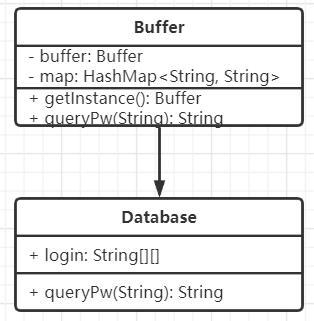 Buffer
- buffer: Buffer
- map: HashMap<String, String>
+ getInstance(): Buffer
+ queryPw(String): String
Database
+ login: String[][]
+ queryPw(String): String